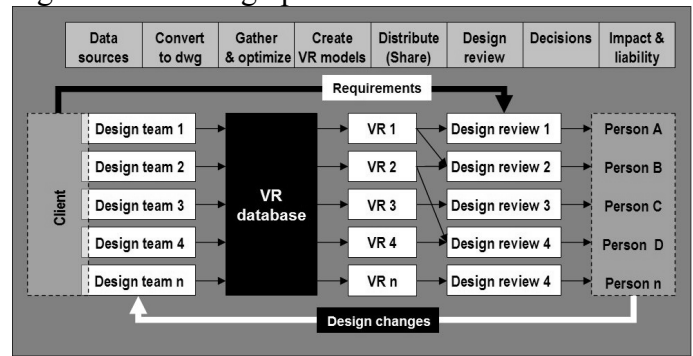 Data sources
Convert to dwg
Gather & optimize
Create VR models
Distribute (Share)
Design review
Decisions
Impact & liability
Requirements
Client
Design team 1
VR 1
Design review 1
Person A
Design team 2
VR 2
Design review 2
Person B
Design team 3
VR database
VR 3
Design review 3
Person C
Design team 4
VR 4
Design review 4
Person D
Design team n
VR n
Design review 4
Person n
Design changes